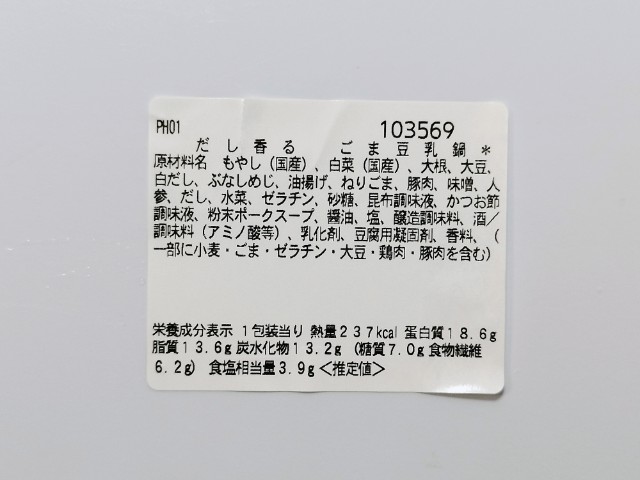 PH01 103569
だし香る ごま豆乳鍋*
原材料名 もやし(国産)、白菜(国産)、大根、大豆、
白だし、ぶなしめじ、油揚げ、ねりごま、豚肉、味噌、人
参、だし、水菜、ゼラチン、砂糖、昆布調味液、かつお節
調味液、粉末ポークスープ、醤油、塩、醸造調味料、酒/
調味料(アミノ酸等)、乳化剤、豆腐用凝固剤、香料、(
一部に小麦・ごま・ゼラチン・大豆・鶏肉・豚肉を含む)
栄養成分表示 1包装当り 熱量237kcal 蛋白質18.6g
脂質13.6g 炭水化物13.2g (糖質7.0g 食物繊維
6.2g) 食塩相当量3.9g<推定値>